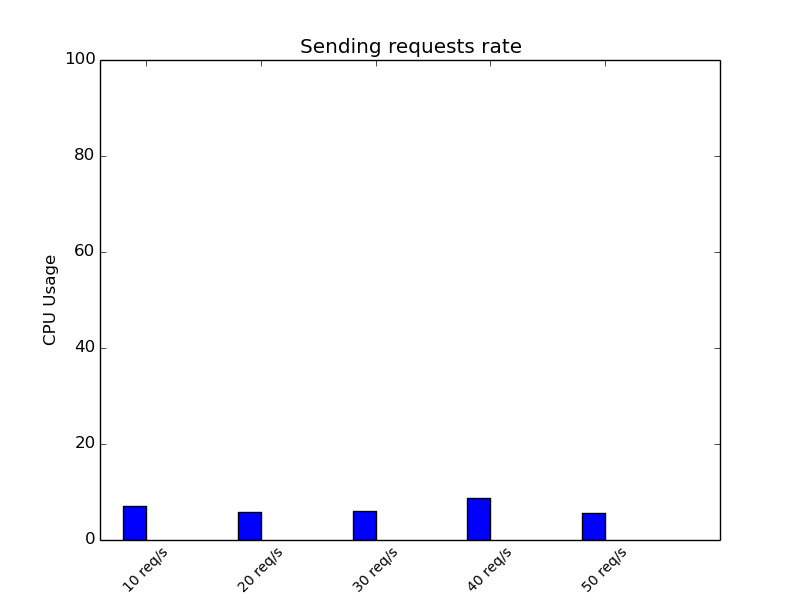 Sending requests rate
100
80
60
40
20
0
CPU Usage
10 req/s
20 req/s
30 req/s
40 req/s
50 req/s